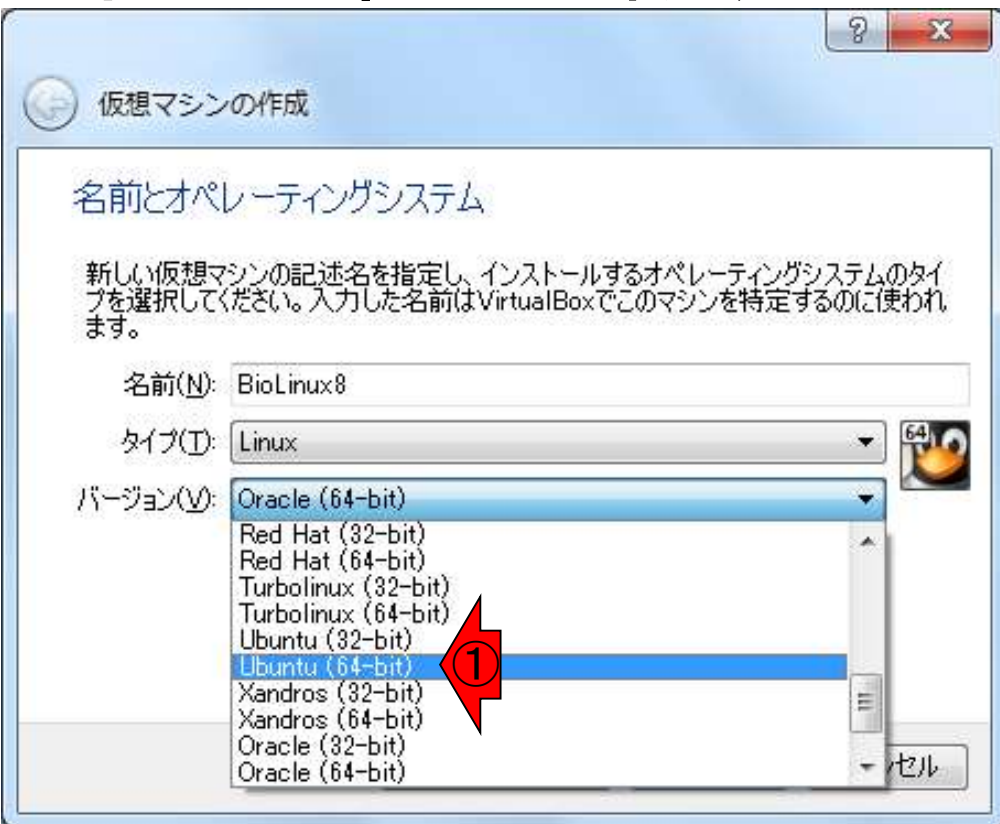 仮想マシンの作成
名前とオペレーティングシステム
新しい仮想マシンの記述名を指定し、インストールするオペレーティングシステムのタイ
プを選択してください。入力した名前はVirtualBoxでこのマシンを特定するのに使われ
ます。
名前(N): BioLinux8
タイプ(T): Linux
64
バージョン(V): Oracle (64-bit)
Red Hat (32-bit)
Red Hat (64-bit)
Turbolinux (32-bit)
Turbolinux (64-bit)
Ubuntu (32-bit)
Ubuntu (64-bit)
①
Xandros (32-bit)
Xandros (64-bit)
Oracle (32-bit)
Oracle (64-bit)
セル